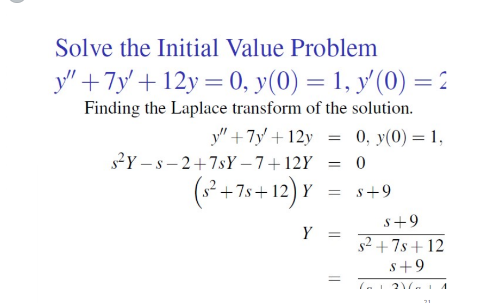 Solve the Initial Value Problem
y″ + 7y′ + 12y = 0, y(0) = 1, y′(0) = 2
Finding the Laplace transform of the solution.
y″ + 7y′ + 12y = 0, y(0) = 1,
s²Y − s − 2 + 7sY − 7 + 12Y = 0
(s² + 7s + 12) Y = s + 9
Y = s + 9
s² + 7s + 12
= s + 9